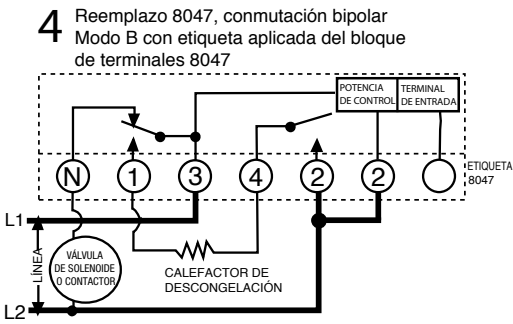 4 Reemplazo 8047, conmutación bipolar
Modo B con etiqueta aplicada del bloque
de terminales 8047
POTENCIA
DE CONTROL
TERMINAL
DE ENTRADA
N 1 3 4 2 2
ETIQUETA
8047
L1
LÍNEA
VÁLVULA
DE SOLENOIDE
O CONTACTOR
CALEFACTOR DE
DESCONGELACIÓN
L2